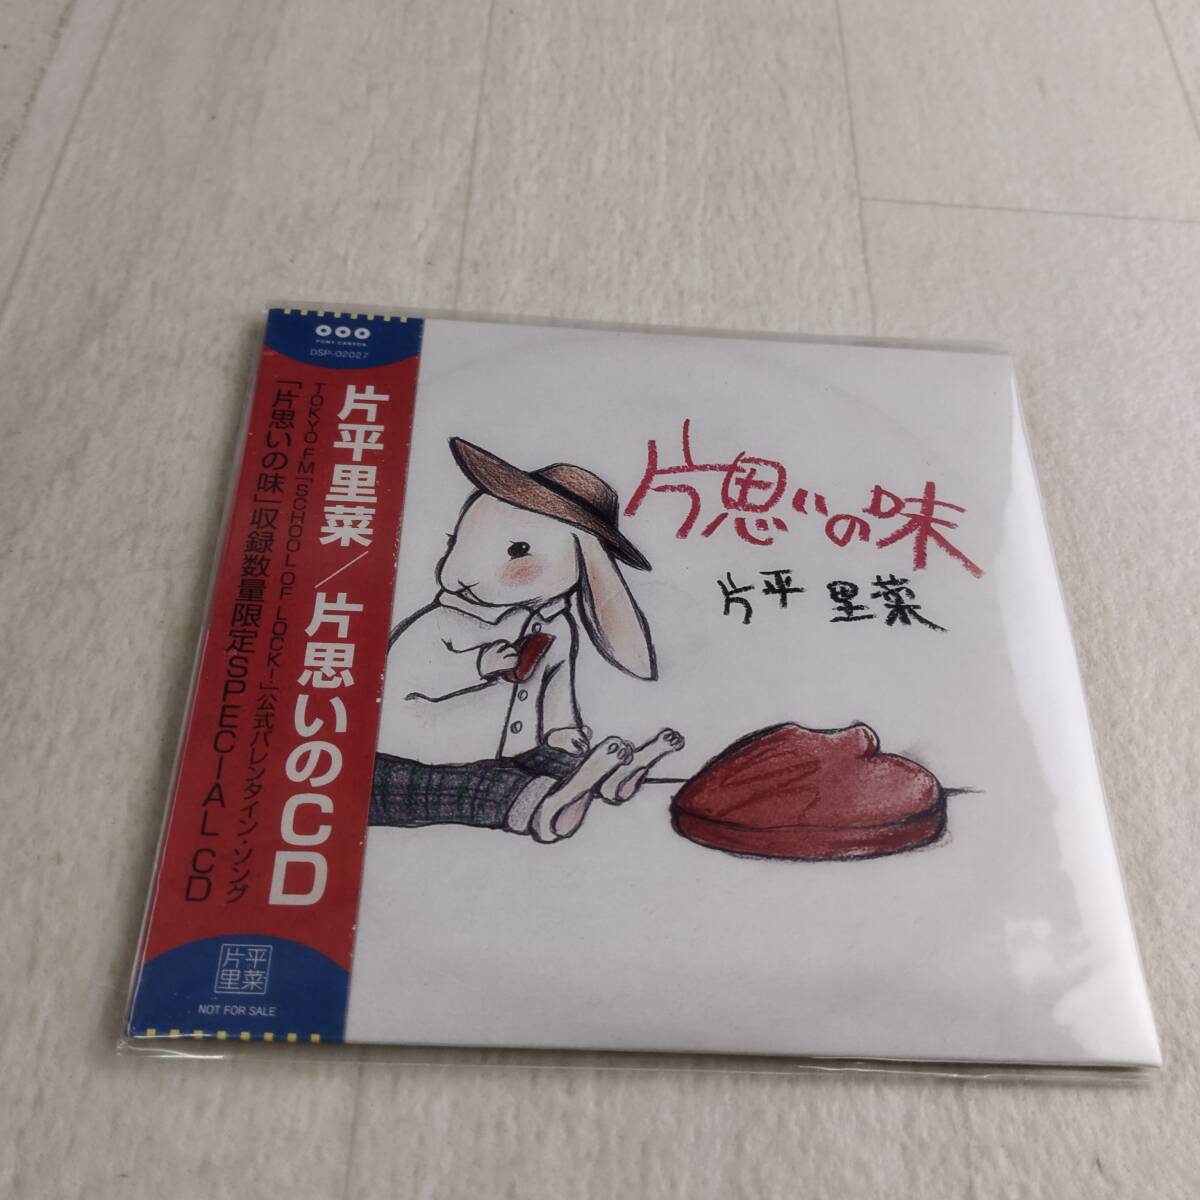 PONY CANYON
DSP-02027
片平里菜/片思いのCD
TOKYO FM「SCHOOL OF LOCK!」公式バレンタイン・ソング
「片思いの味」収録数量限定SPECIAL CD
片平
里菜
NOT FOR SALE
片思いの味
片平里菜